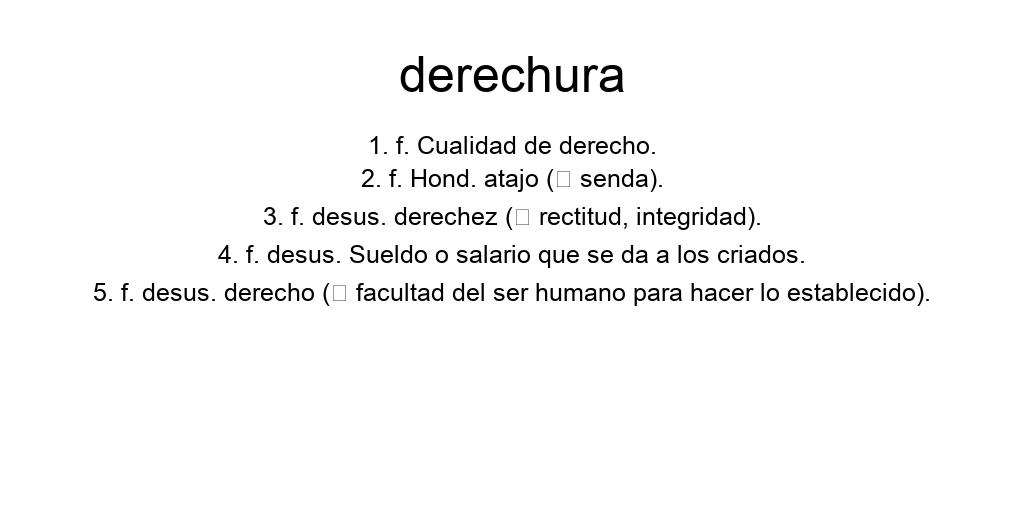 derechura
1. f. Cualidad de derecho.
2. f. Hond. atajo (□ senda).
3. f. desus. derechez (□ rectitud, integridad).
4. f. desus. Sueldo o salario que se da a los criados.
5. f. desus. derecho (□ facultad del ser humano para hacer lo establecido).